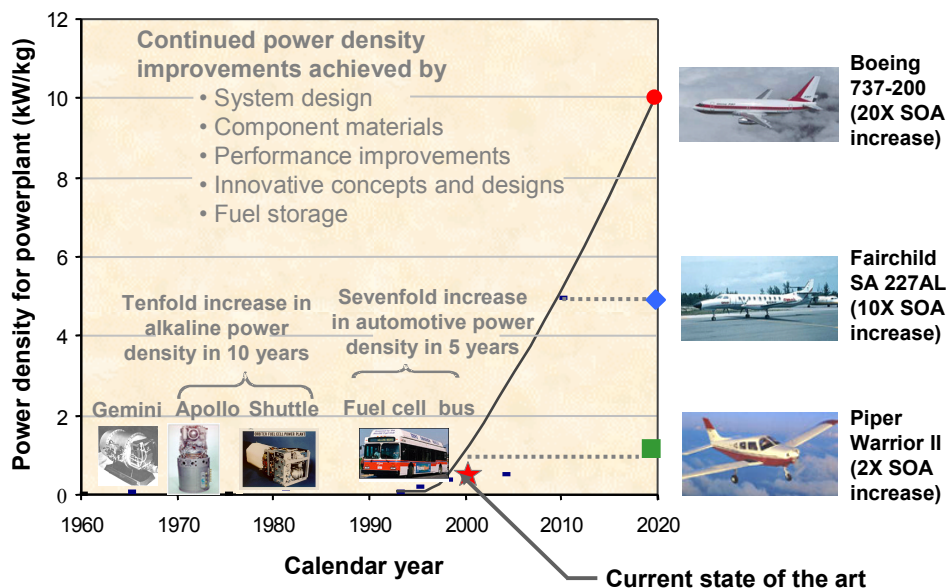 Power density for powerplant (kW/kg)
12
10
8
6
4
2
0
Continued power density
improvements achieved by
• System design
• Component materials
• Performance improvements
• Innovative concepts and designs
• Fuel storage
Tenfold increase in
alkaline power
density in 10 years
Sevenfold increase
in automotive power
density in 5 years
Gemini Apollo Shuttle
Fuel cell bus
1960 1970 1980 1990 2000 2010 2020
Calendar year
Current state of the art
Boeing
737-200
(20X SOA
increase)
Fairchild
SA 227AL
(10X SOA
increase)
Piper
Warrior II
(2X SOA
increase)